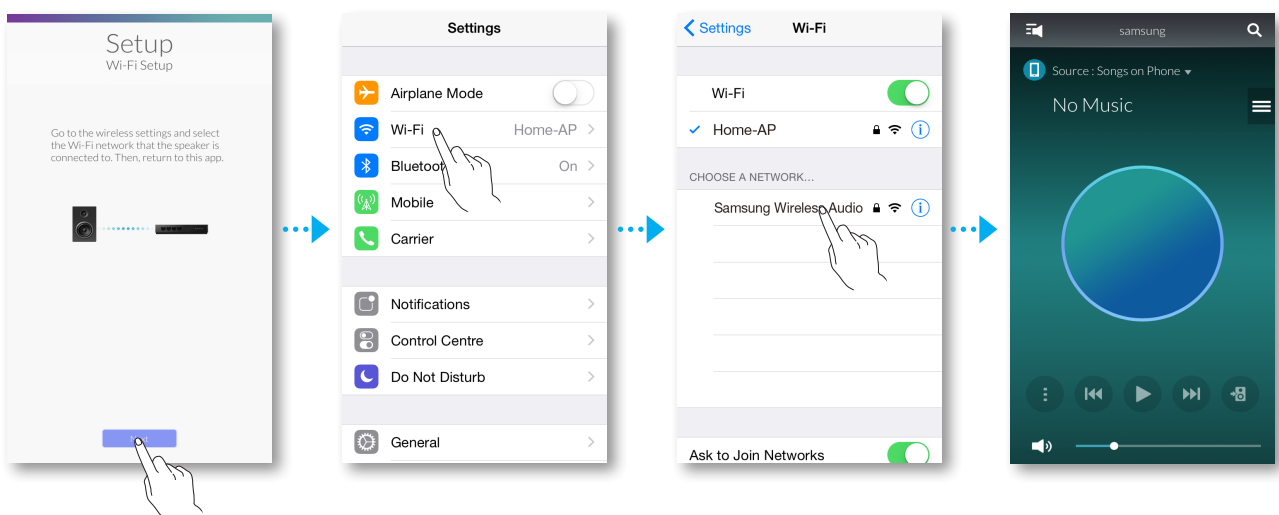 Setup
Wi-Fi Setup
Go to the wireless settings and select
the Wi-Fi network that the speaker is
connected to. Then, return to this app.
Settings
Airplane Mode
Wi-Fi
Home-AP
On
Mobile
Carrier
Notifications
Control Centre
Do Not Disturb
General
Settings
Wi-Fi
Wi-Fi
Home-AP
CHOOSE A NETWORK...
Samsung Wireless Audio
Ask to Join Networks
samsung
Source : Songs on Phone
No Music